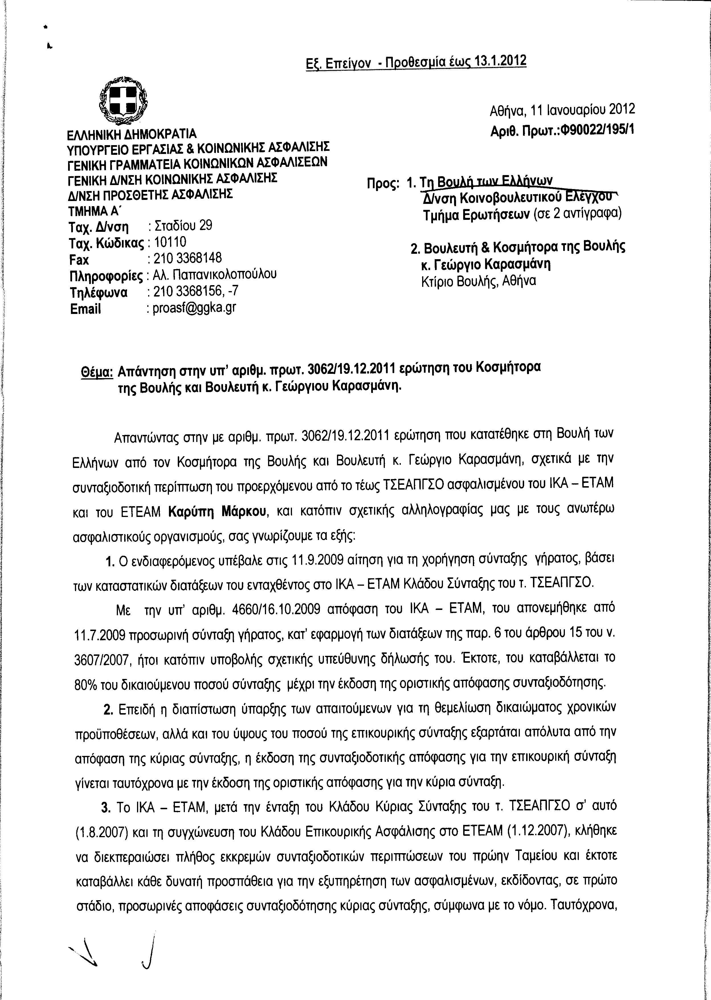 Εξ. Επείγον - Προθεσμία έως 13.1.2012
Αθήνα, 11 Ιανουαρίου 2012
Αριθ. Πρωτ.:Φ90022/195/1
ΕΛΛΗΝΙΚΗ ΔΗΜΟΚΡΑΤΙΑ
ΥΠΟΥΡΓΕΙΟ ΕΡΓΑΣΙΑΣ & ΚΟΙΝΩΝΙΚΗΣ ΑΣΦΑΛΙΣΗΣ
ΓΕΝΙΚΗ ΓΡΑΜΜΑΤΕΙΑ ΚΟΙΝΩΝΙΚΩΝ ΑΣΦΑΛΙΣΕΩΝ
ΓΕΝΙΚΗ Δ/ΝΣΗ ΚΟΙΝΩΝΙΚΗΣ ΑΣΦΑΛΙΣΗΣ
Δ/ΝΣΗ ΠΡΟΣΘΕΤΗΣ ΑΣΦΑΛΙΣΗΣ
ΤΜΗΜΑ Α΄
Ταχ. Δ/νση : Σταδίου 29
Ταχ. Κώδικας : 10110
Fax : 210 3368148
Πληροφορίες : Αλ. Παπανικολοπούλου
Τηλέφωνα : 210 3368156, -7
Email : proasf@ggka.gr
Προς: 1. Τη Βουλή των Ελλήνων
Δ/νση Κοινοβουλευτικού Ελέγχου
Τμήμα Ερωτήσεων (σε 2 αντίγραφα)
2. Βουλευτή & Κοσμήτορα της Βουλής
κ. Γεώργιο Καρασμάνη
Κτίριο Βουλής, Αθήνα
Θέμα: Απάντηση στην υπ' αριθμ. πρωτ. 3062/19.12.2011 ερώτηση του Κοσμήτορα
της Βουλής και Βουλευτή κ. Γεώργιου Καρασμάνη.
Απαντώντας στην με αριθμ. πρωτ. 3062/19.12.2011 ερώτηση που κατατέθηκε στη Βουλή των
Ελλήνων από τον Κοσμήτορα της Βουλής και Βουλευτή κ. Γεώργιο Καρασμάνη, σχετικά με την
συνταξιοδοτική περίπτωση του προερχόμενου από το τέως ΤΣΕΑΠΓΣΟ ασφαλισμένου του ΙΚΑ – ΕΤΑΜ
και του ΕΤΕΑΜ Καρύπη Μάρκου, και κατόπιν σχετικής αλληλογραφίας μας με τους ανωτέρω
ασφαλιστικούς οργανισμούς, σας γνωρίζουμε τα εξής:
1. Ο ενδιαφερόμενος υπέβαλε στις 11.9.2009 αίτηση για τη χορήγηση σύνταξης γήρατος, βάσει
των καταστατικών διατάξεων του ενταχθέντος στο ΙΚΑ – ΕΤΑΜ Κλάδου Σύνταξης του τ. ΤΣΕΑΠΓΣΟ.
Με την υπ' αριθμ. 4660/16.10.2009 απόφαση του ΙΚΑ – ΕΤΑΜ, του απονεμήθηκε από
11.7.2009 προσωρινή σύνταξη γήρατος, κατ' εφαρμογή των διατάξεων της παρ. 6 του άρθρου 15 του ν.
3607/2007, ήτοι κατόπιν υποβολής σχετικής υπεύθυνης δήλωσής του. Έκτοτε, του καταβάλλεται το
80% του δικαιούμενου ποσού σύνταξης μέχρι την έκδοση της οριστικής απόφασης συνταξιοδότησης.
2. Επειδή η διαπίστωση ύπαρξης των απαιτούμενων για τη θεμελίωση δικαιώματος χρονικών
προϋποθέσεων, αλλά και του ύψους του ποσού της επικουρικής σύνταξης εξαρτάται απόλυτα από την
απόφαση της κύριας σύνταξης, η έκδοση της συνταξιοδοτικής απόφασης για την επικουρική σύνταξη
γίνεται ταυτόχρονα με την έκδοση της οριστικής απόφασης για την κύρια σύνταξη.
3. Το ΙΚΑ – ΕΤΑΜ, μετά την ένταξη του Κλάδου Κύριας Σύνταξης του τ. ΤΣΕΑΠΓΣΟ σ' αυτό
(1.8.2007) και τη συγχώνευση του Κλάδου Επικουρικής Ασφάλισης στο ΕΤΕΑΜ (1.12.2007), κλήθηκε
να διεκπεραιώσει πλήθος εκκρεμών συνταξιοδοτικών περιπτώσεων του πρώην Ταμείου και έκτοτε
καταβάλλει κάθε δυνατή προσπάθεια για την εξυπηρέτηση των ασφαλισμένων, εκδίδοντας, σε πρώτο
στάδιο, προσωρινές αποφάσεις συνταξιοδότησης κύριας σύνταξης, σύμφωνα με το νόμο. Ταυτόχρονα,